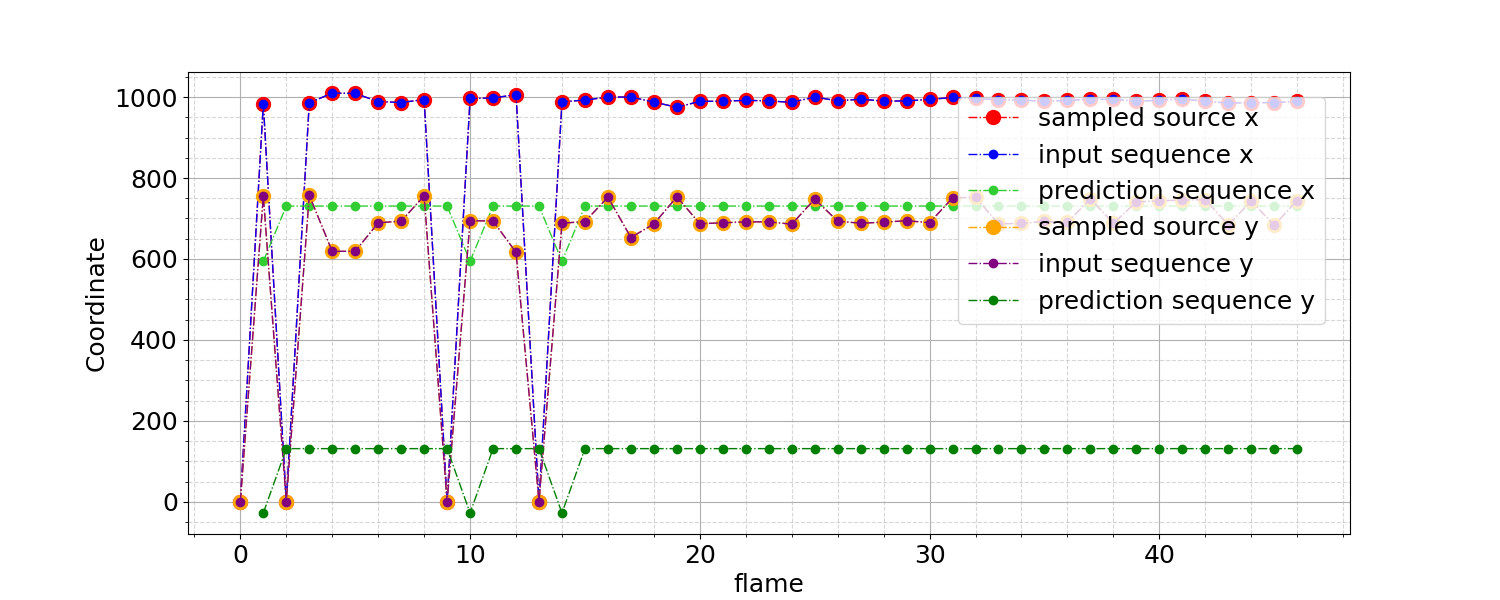 1000
800
600
400
200
0
Coordinate
0 10 20 30 40
flame
sampled source x
input sequence x
prediction sequence x
sampled source y
input sequence y
prediction sequence y